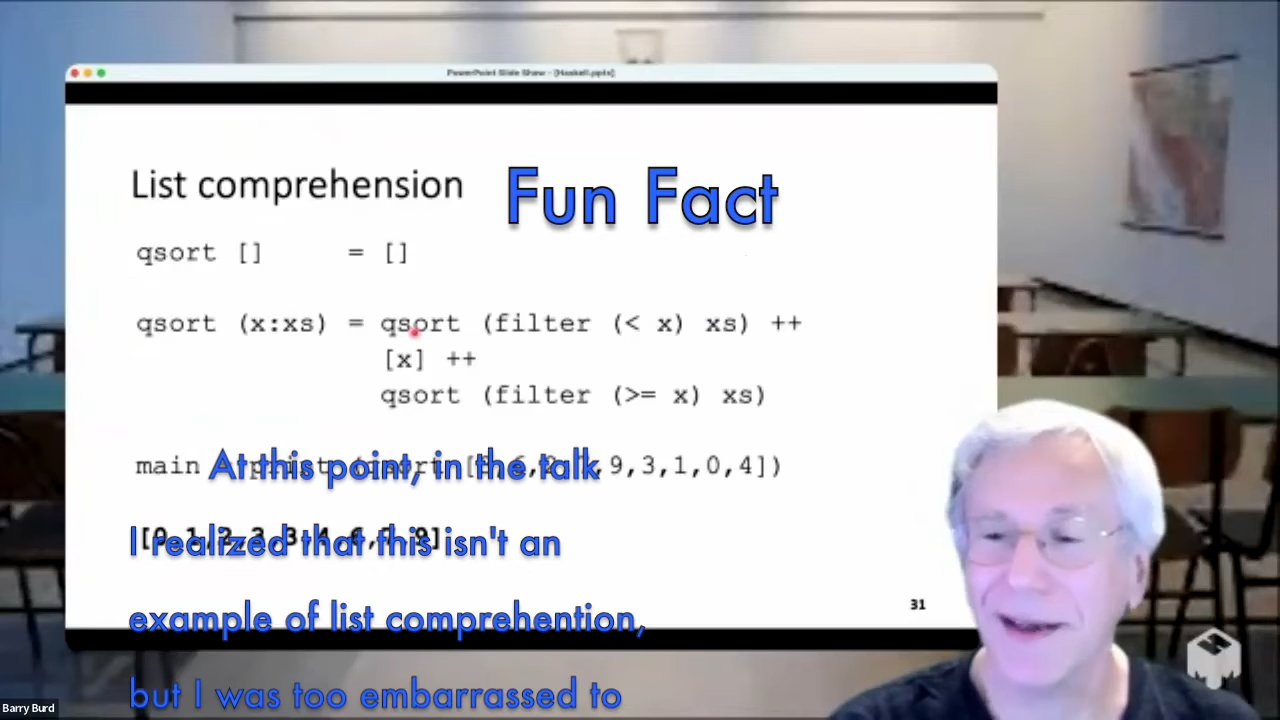 PowerPoint Slide Show - [Haskell.pptx]
List comprehension
Fun Fact
qsort [] = []
qsort (x:xs) = qsort (filter (< x) xs) ++
[x] ++
qsort (filter (>= x) xs)
main 9,3,1,0,4])
At this point, in the talk
I realized that this isn't an
example of list comprehention,
31
but I was too embarrassed to
Barry Burd